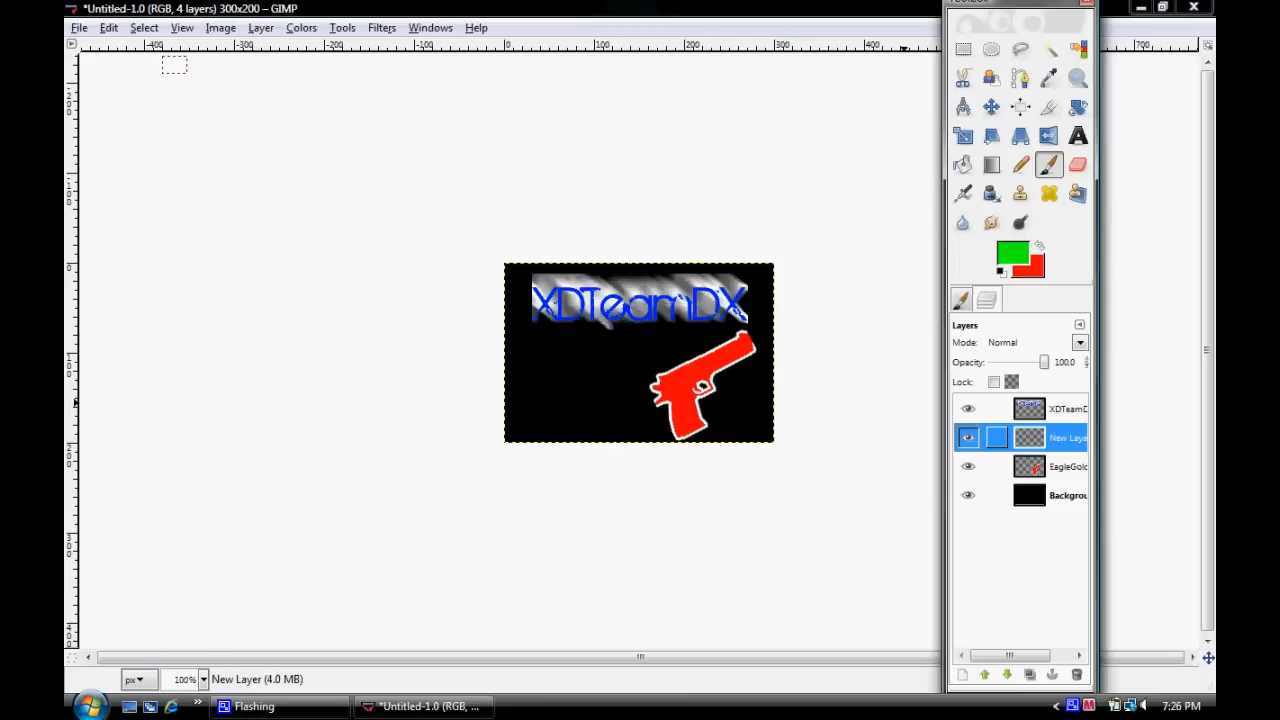 *Untitled-1.0 (RGB, 4 layers) 300x200 – GIMP
File Edit Select View Image Layer Colors Tools Filters Windows Help
-400 -300 -200 -100 0 100 200 300 400 700
XDTeamDX
Layers
Mode: Normal
Opacity: 100.0
Lock:
XDTeamD
New Laye
EagleGold
Backgrou
px 100% New Layer (4.0 MB)
Flashing *Untitled-1.0 (RGB, ... 7:26 PM